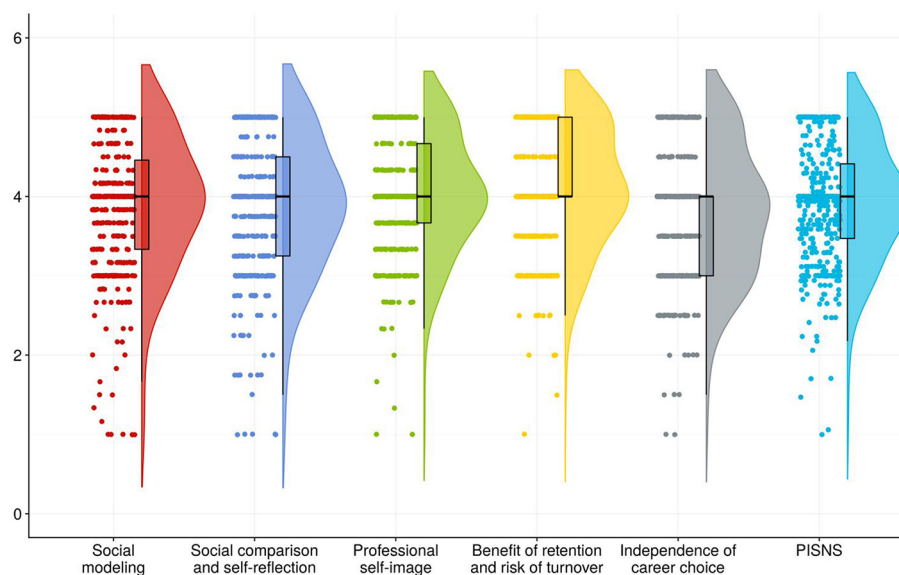 6
4
2
0
Social
modeling
Social comparison
and self-reflection
Professional
self-image
Benefit of retention
and risk of turnover
Independence of
career choice
PISNS